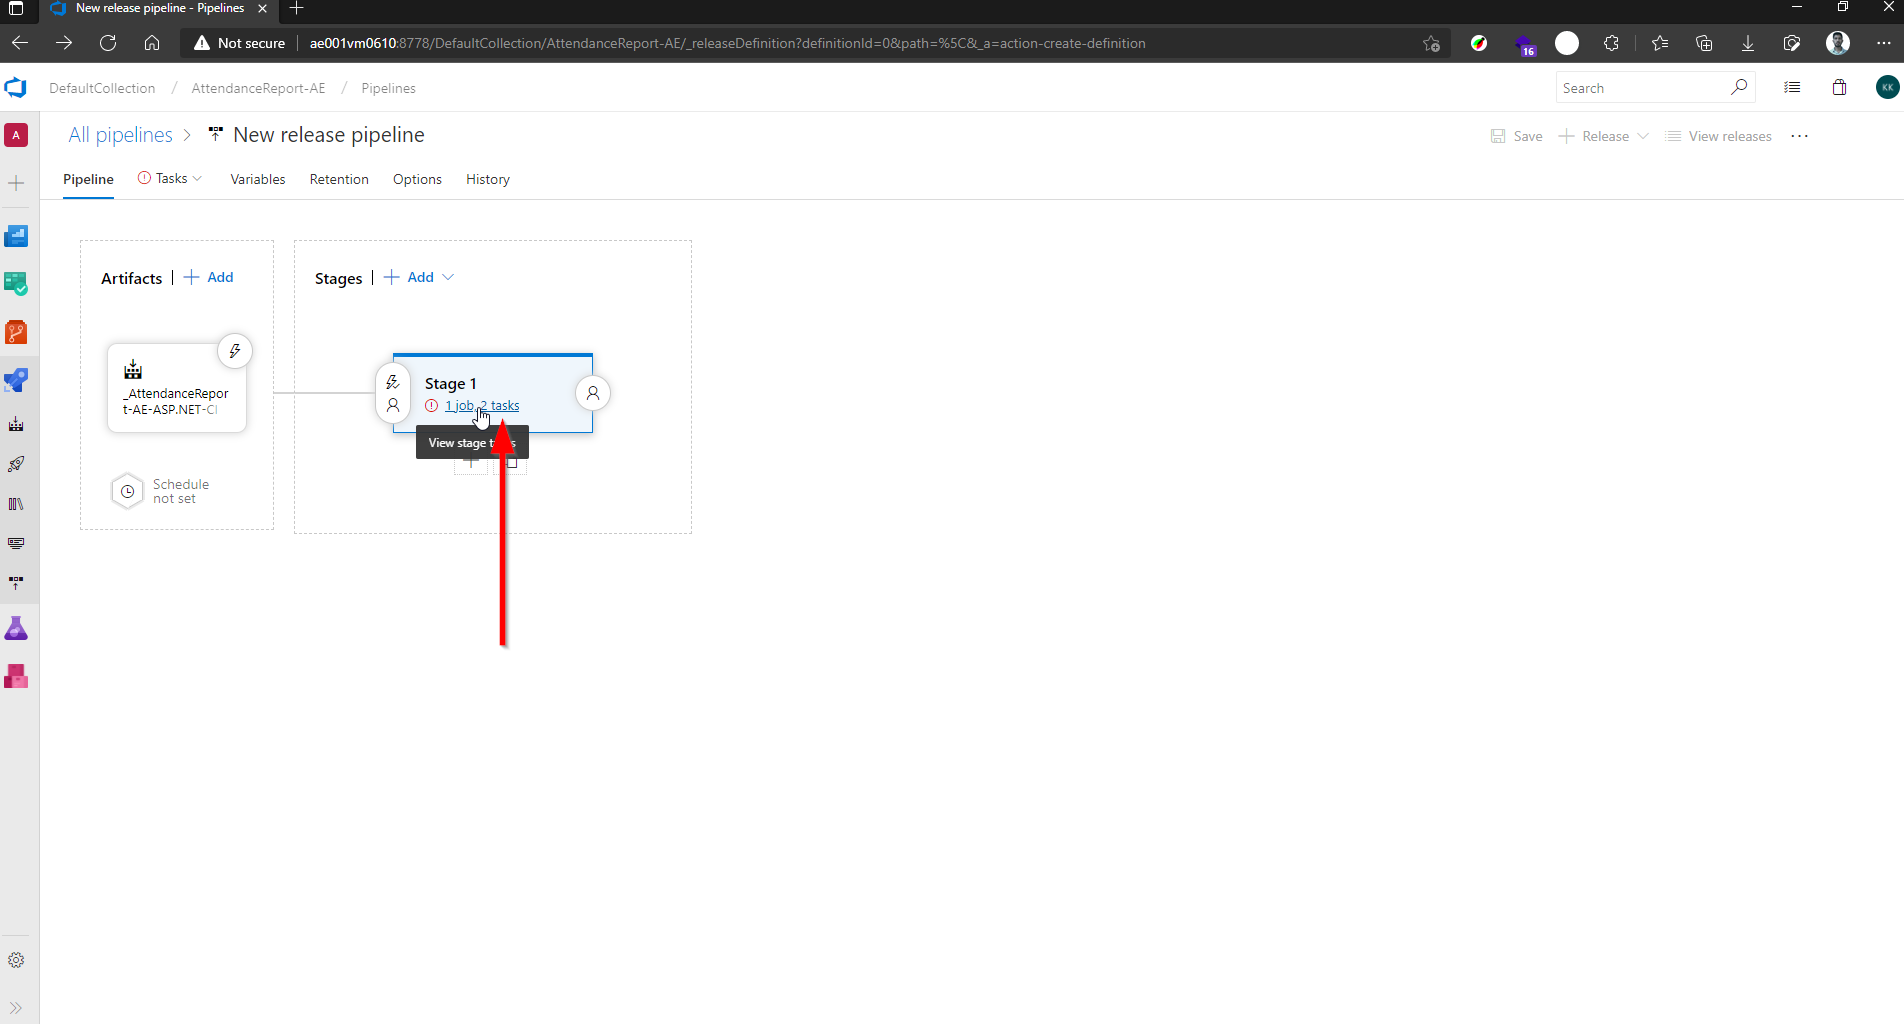 New release pipeline - Pipelines
Not secure
ae001vm0610:8778/DefaultCollection/AttendanceReport-AE/_releaseDefinition?definitionId=0&path=%5C&_a=action-create-definition
16
DefaultCollection / AttendanceReport-AE / Pipelines
Search
KK
A
All pipelines > New release pipeline
Save
Release
View releases
Pipeline
Tasks
Variables
Retention
Options
History
Artifacts | + Add
Stages | + Add
_AttendanceRepor
t-AE-ASP.NET-CI
Stage 1
1 job, 2 tasks
View stage
Schedule
not set